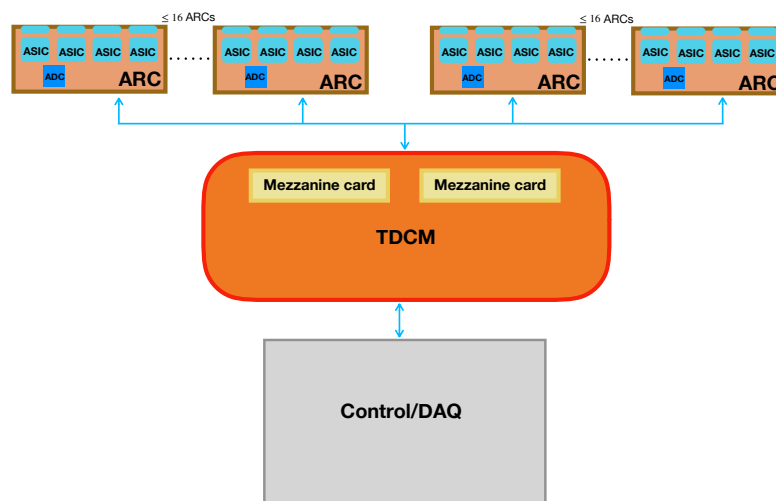 ≤ 16 ARCs
≤ 16 ARCs
ASIC ASIC ASIC ASIC
ADC
ARC
......
ASIC ASIC ASIC ASIC
ADC
ARC
ASIC ASIC ASIC ASIC
ADC
ARC
......
ASIC ASIC ASIC ASIC
ADC
ARC
Mezzanine card
Mezzanine card
TDCM
Control/DAQ